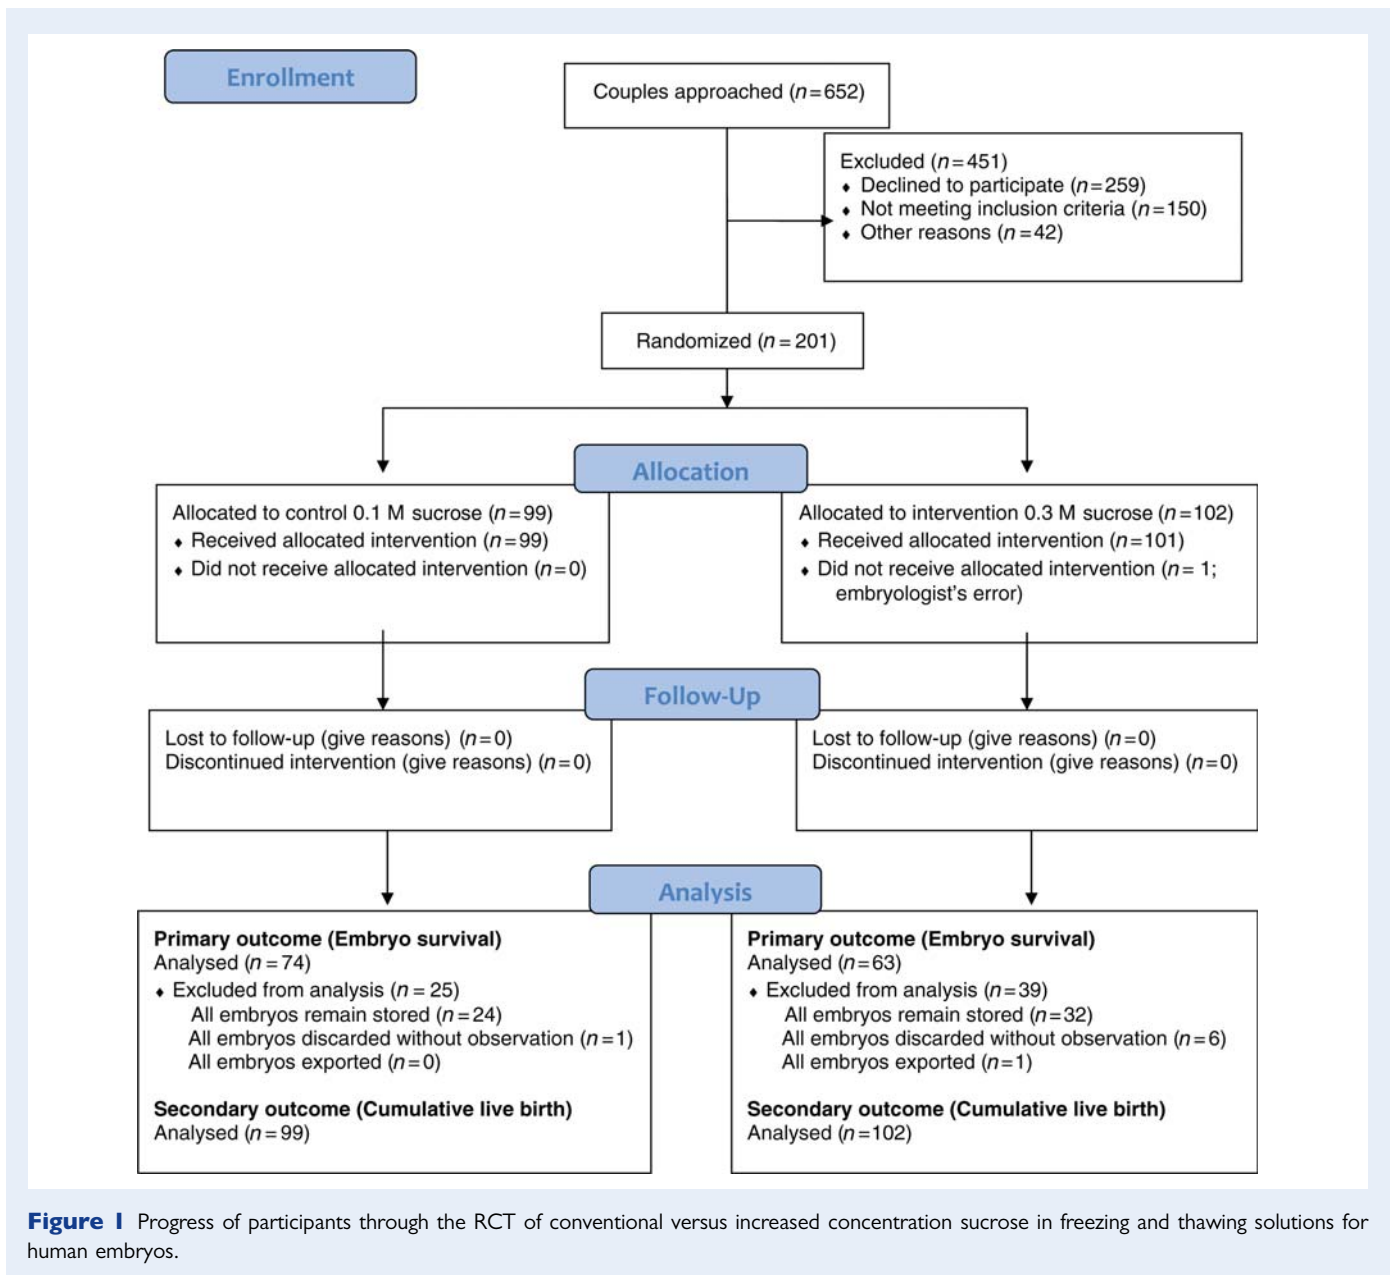 Enrollment
Couples approached (n=652)
Excluded (n=451)
♦ Declined to participate (n=259)
♦ Not meeting inclusion criteria (n=150)
♦ Other reasons (n=42)
Randomized (n=201)
Allocation
Allocated to control 0.1 M sucrose (n=99)
♦ Received allocated intervention (n=99)
♦ Did not receive allocated intervention (n=0)
Allocated to intervention 0.3 M sucrose (n=102)
♦ Received allocated intervention (n=101)
♦ Did not receive allocated intervention (n= 1;
embryologist's error)
Follow-Up
Lost to follow-up (give reasons) (n=0)
Discontinued intervention (give reasons) (n=0)
Lost to follow-up (give reasons) (n=0)
Discontinued intervention (give reasons) (n=0)
Analysis
Primary outcome (Embryo survival)
Analysed (n=74)
♦ Excluded from analysis (n= 25)
All embryos remain stored (n=24)
All embryos discarded without observation (n=1)
All embryos exported (n=0)
Secondary outcome (Cumulative live birth)
Analysed (n=99)
Primary outcome (Embryo survival)
Analysed (n=63)
♦ Excluded from analysis (n=39)
All embryos remain stored (n=32)
All embryos discarded without observation (n=6)
All embryos exported (n=1)
Secondary outcome (Cumulative live birth)
Analysed (n=102)
Figure 1 Progress of participants through the RCT of conventional versus increased concentration sucrose in freezing and thawing solutions for
human embryos.